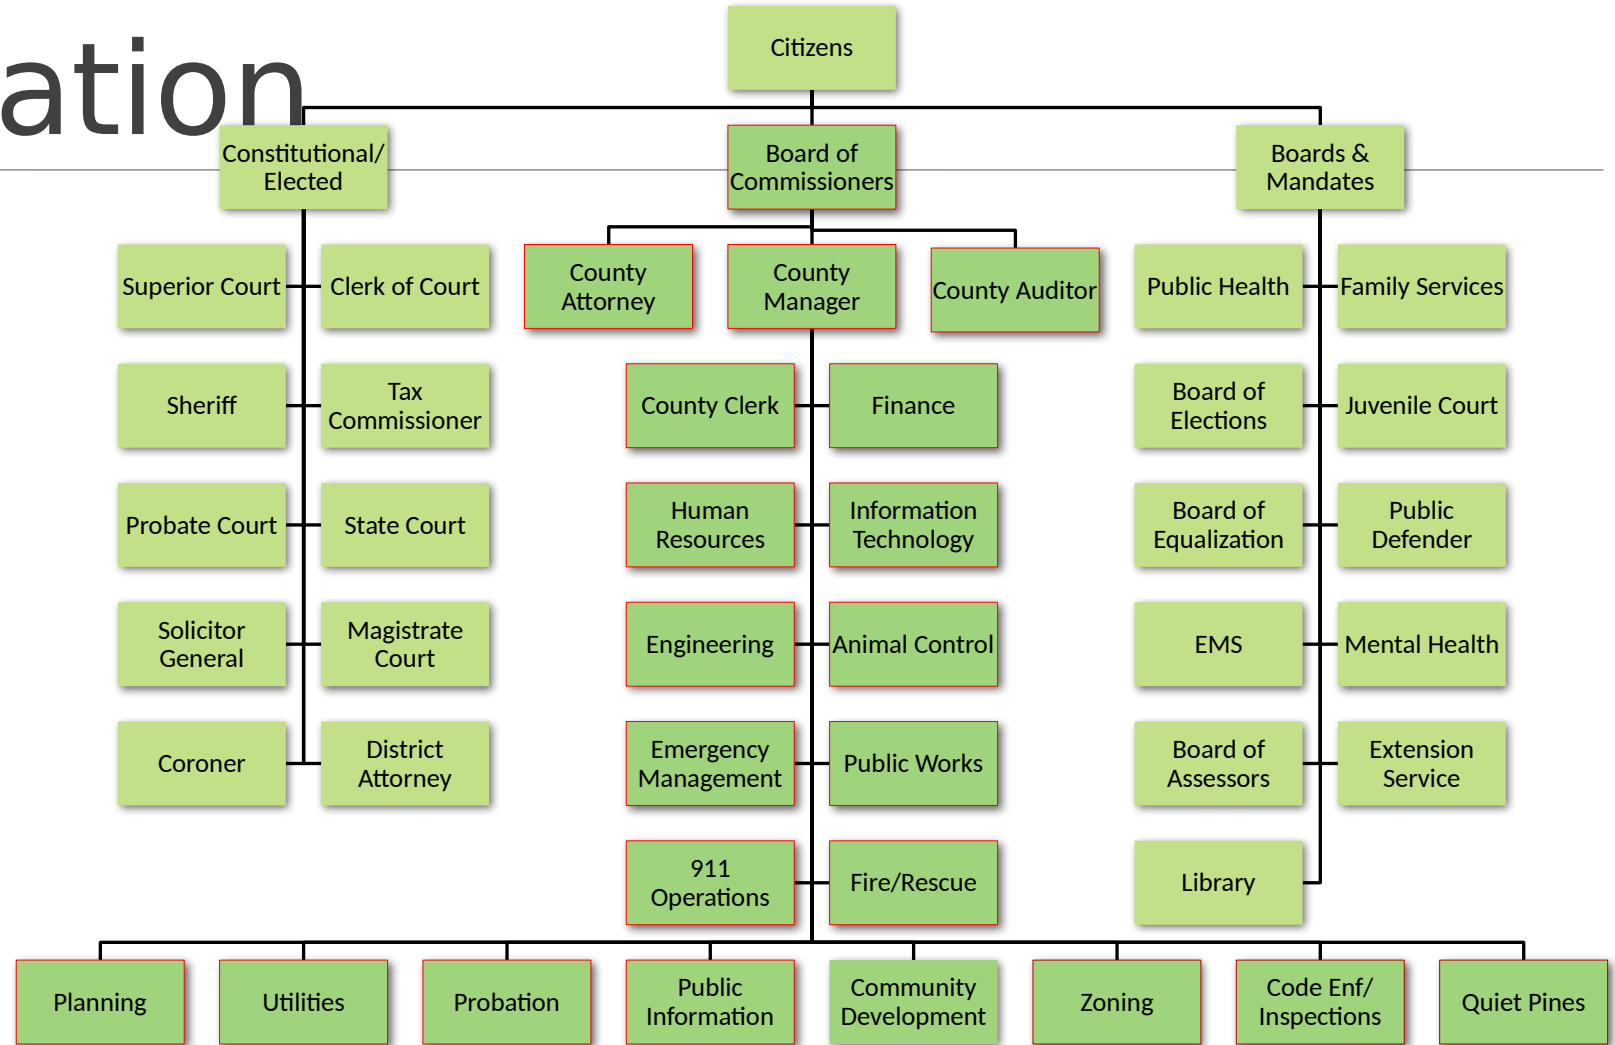 ation
Citizens
Constitutional/
Elected
Board of
Commissioners
Boards &
Mandates
Superior Court
Clerk of Court
County
Attorney
County
Manager
County Auditor
Public Health
Family Services
Sheriff
Tax
Commissioner
County Clerk
Finance
Board of
Elections
Juvenile Court
Probate Court
State Court
Human
Resources
Information
Technology
Board of
Equalization
Public
Defender
Solicitor
General
Magistrate
Court
Engineering
Animal Control
EMS
Mental Health
Coroner
District
Attorney
Emergency
Management
Public Works
Board of
Assessors
Extension
Service
911
Operations
Fire/Rescue
Library
Planning
Utilities
Probation
Public
Information
Community
Development
Zoning
Code Enf/
Inspections
Quiet Pines